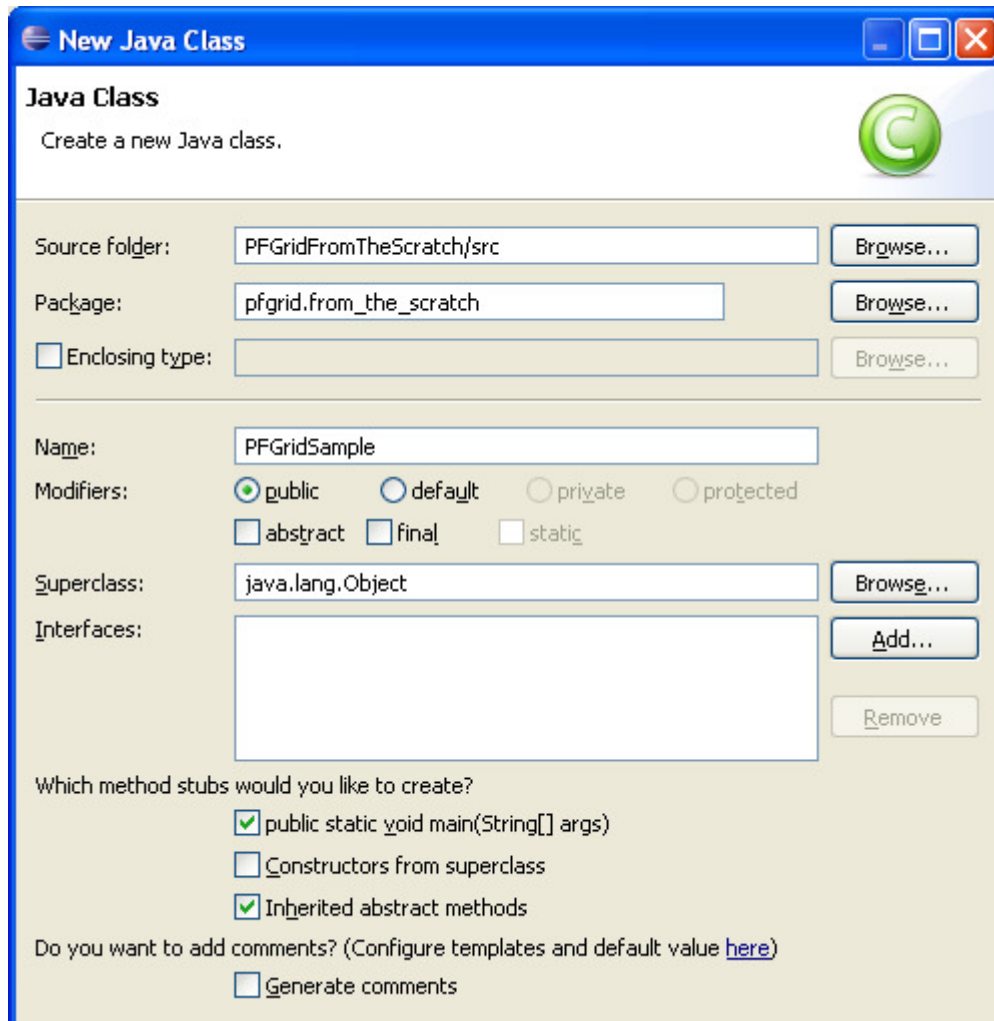 New Java Class
Java Class
Create a new Java class.
C
Source folder: PFGridFromTheScratch/src Browse...
Package: pfgrid.from_the_scratch Browse...
Enclosing type: Browse...
Name: PFGridSample
Modifiers: public default private protected
abstract final static
Superclass: java.lang.Object Browse...
Interfaces: Add...
Remove
Which method stubs would you like to create?
public static void main(String[] args)
Constructors from superclass
Inherited abstract methods
Do you want to add comments? (Configure templates and default value here)
Generate comments